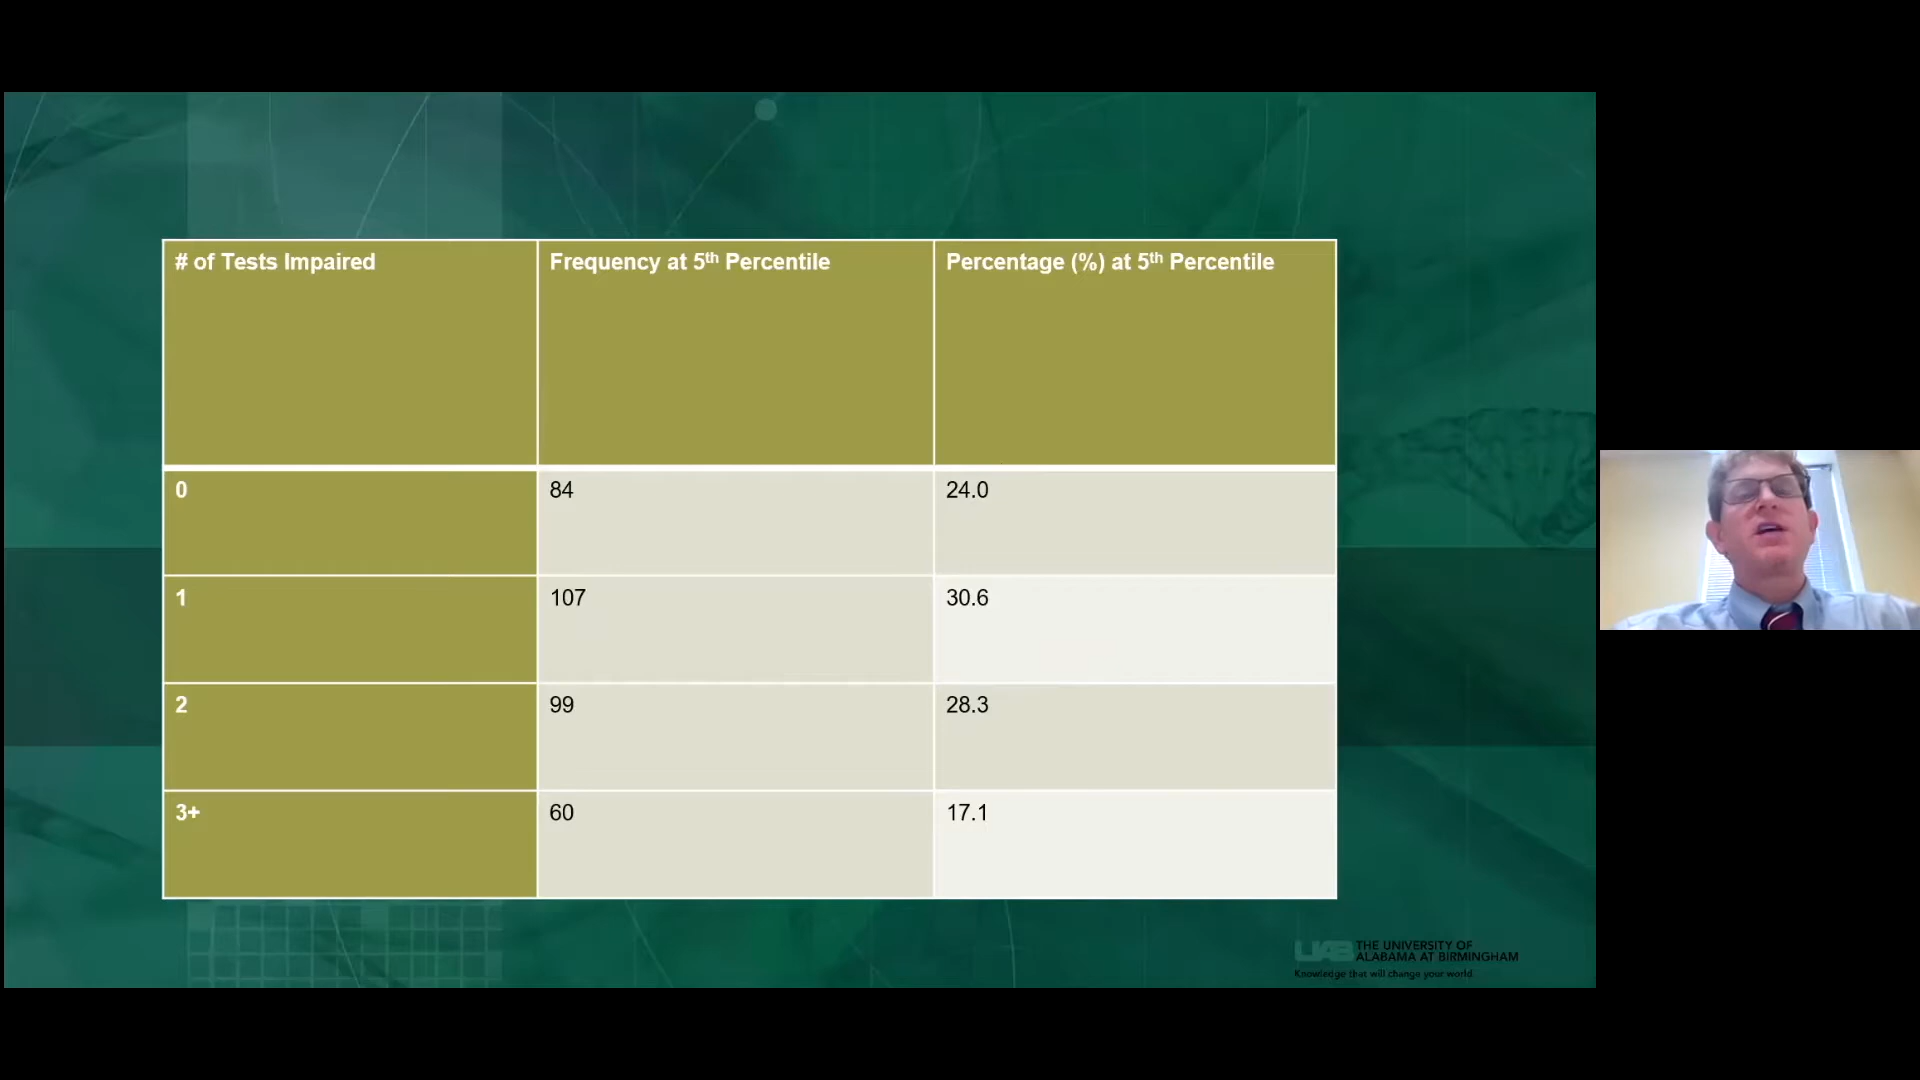 # of Tests Impaired
Frequency at 5th Percentile
Percentage (%) at 5th Percentile
0
84
24.0
1
107
30.6
2
99
28.3
3+
60
17.1
UAB THE UNIVERSITY OF
ALABAMA AT BIRMINGHAM
Knowledge that will change your world